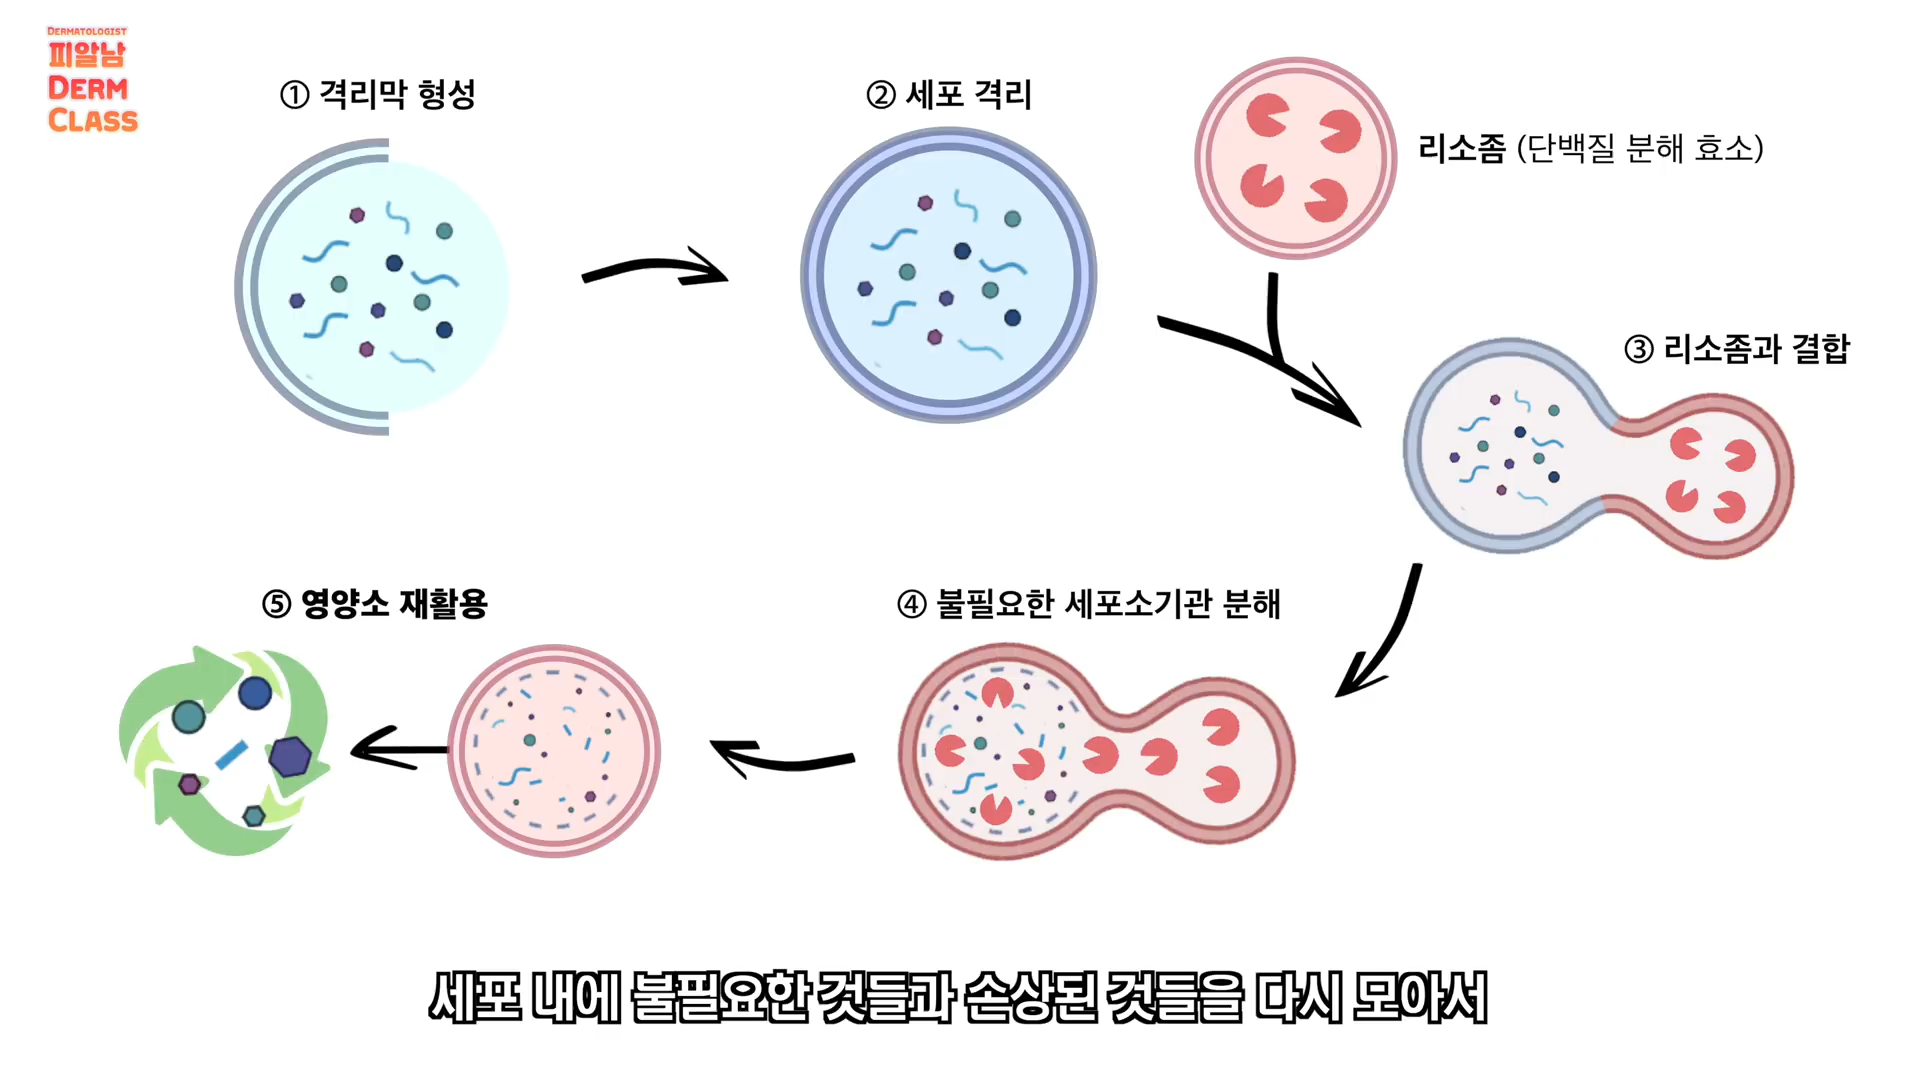 DERMATOLOGIST
피알남
DERM
CLASS
① 격리막 형성
② 세포 격리
리소좀 (단백질 분해 효소)
③ 리소좀과 결합
④ 불필요한 세포소기관 분해
⑤ 영양소 재활용
세포 내에 불필요한 것들과 손상된 것들을 다시 모아서